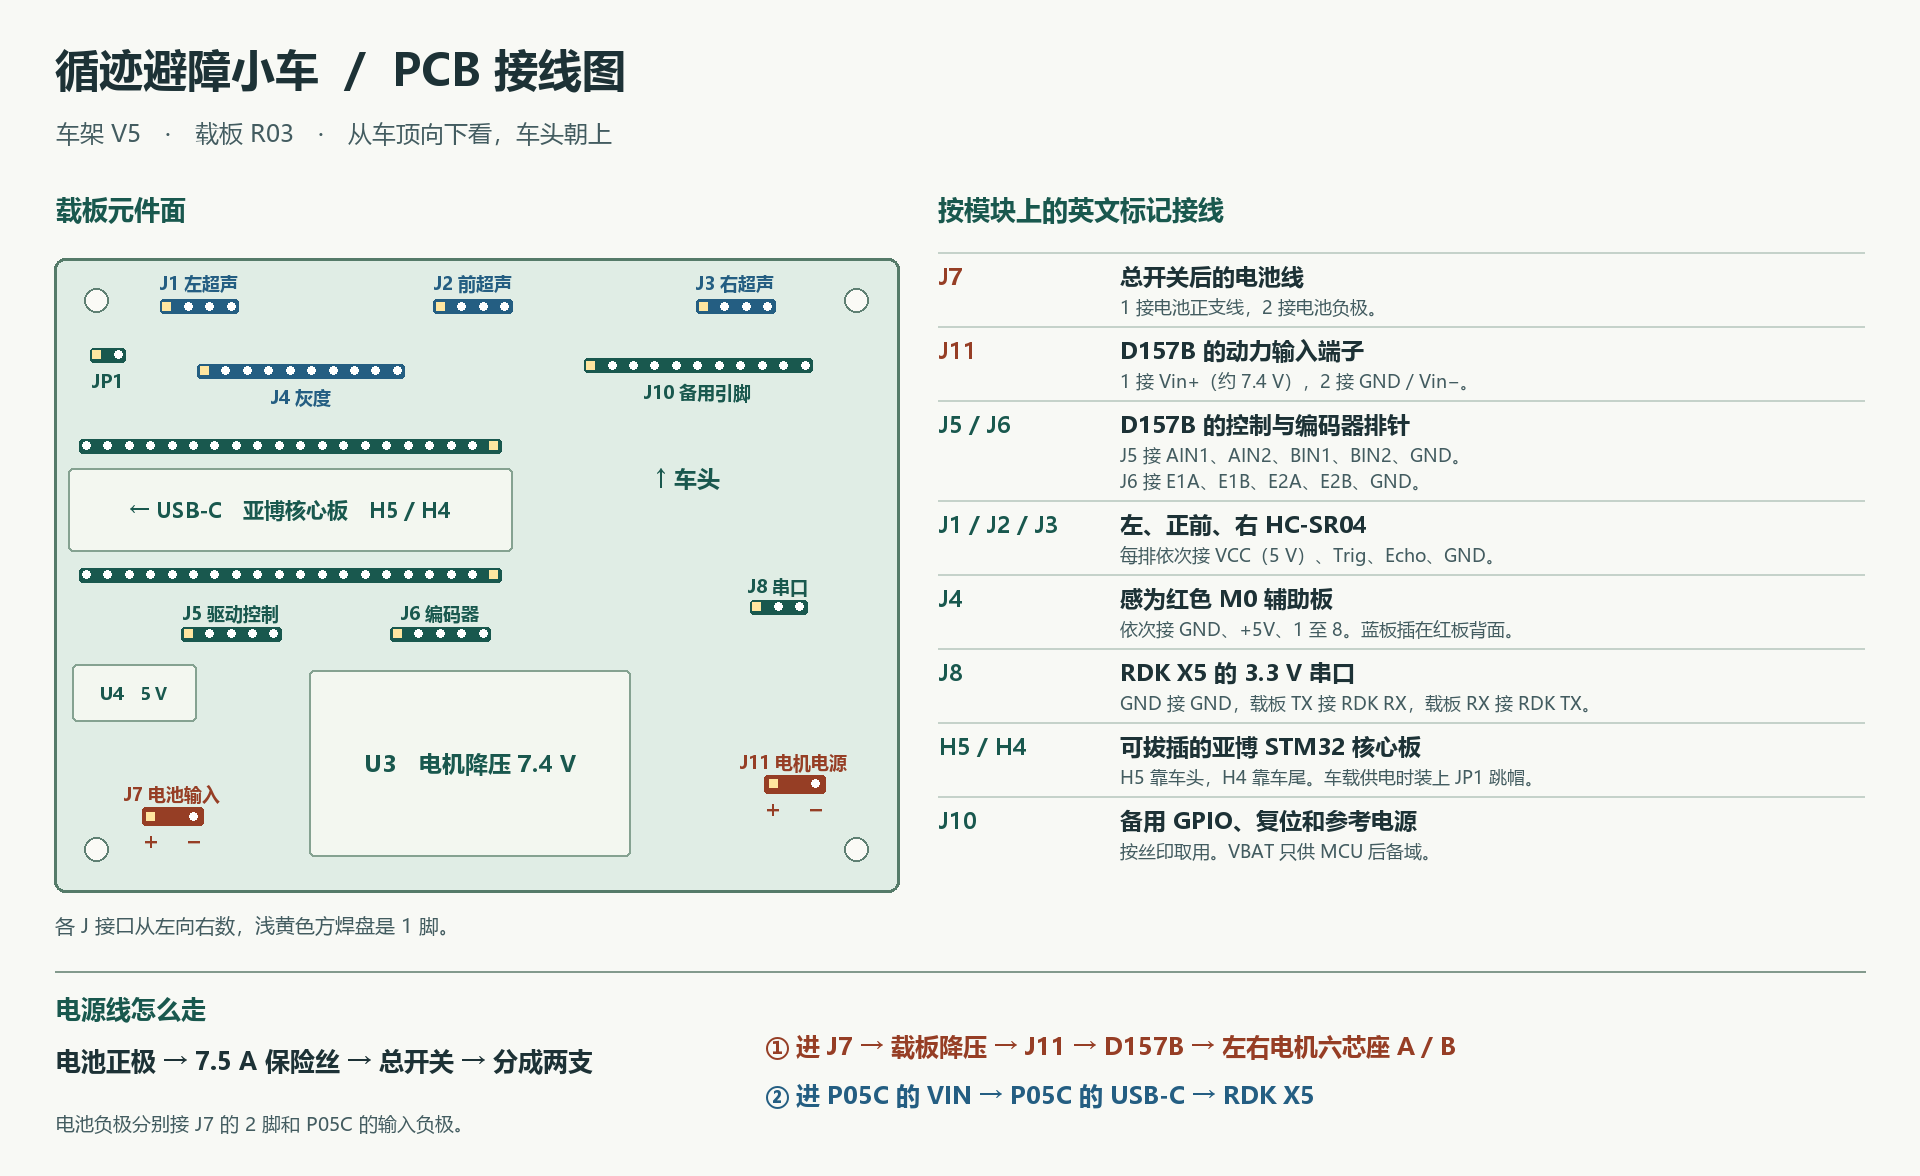 循迹避障小车 / PCB 接线图
车架 V5 · 载板 R03 · 从车顶向下看，车头朝上
载板元件面
J1 左超声
J2 前超声
J3 右超声
JP1
J4 灰度
J10 备用引脚
↑ 车头
← USB-C 亚博核心板 H5 / H4
J8 串口
J5 驱动控制
J6 编码器
U4 5 V
U3 电机降压 7.4 V
J11 电机电源
+ −
J7 电池输入
+ −
各 J 接口从左向右数，浅黄色方焊盘是 1 脚。
按模块上的英文标记接线
J7
总开关后的电池线
1 接电池正支线，2 接电池负极。
J11
D157B 的动力输入端子
1 接 Vin+（约 7.4 V），2 接 GND / Vin−。
J5 / J6
D157B 的控制与编码器排针
J5 接 AIN1、AIN2、BIN1、BIN2、GND。
J6 接 E1A、E1B、E2A、E2B、GND。
J1 / J2 / J3
左、正前、右 HC-SR04
每排依次接 VCC（5 V）、Trig、Echo、GND。
J4
感为红色 M0 辅助板
依次接 GND、+5V、1 至 8。蓝板插在红板背面。
J8
RDK X5 的 3.3 V 串口
GND 接 GND，载板 TX 接 RDK RX，载板 RX 接 RDK TX。
H5 / H4
可拔插的亚博 STM32 核心板
H5 靠车头，H4 靠车尾。车载供电时装上 JP1 跳帽。
J10
备用 GPIO、复位和参考电源
按丝印取用。VBAT 只供 MCU 后备域。
电源线怎么走
电池正极 → 7.5 A 保险丝 → 总开关 → 分成两支
① 进 J7 → 载板降压 → J11 → D157B → 左右电机六芯座 A / B
② 进 P05C 的 VIN → P05C 的 USB-C → RDK X5
电池负极分别接 J7 的 2 脚和 P05C 的输入负极。